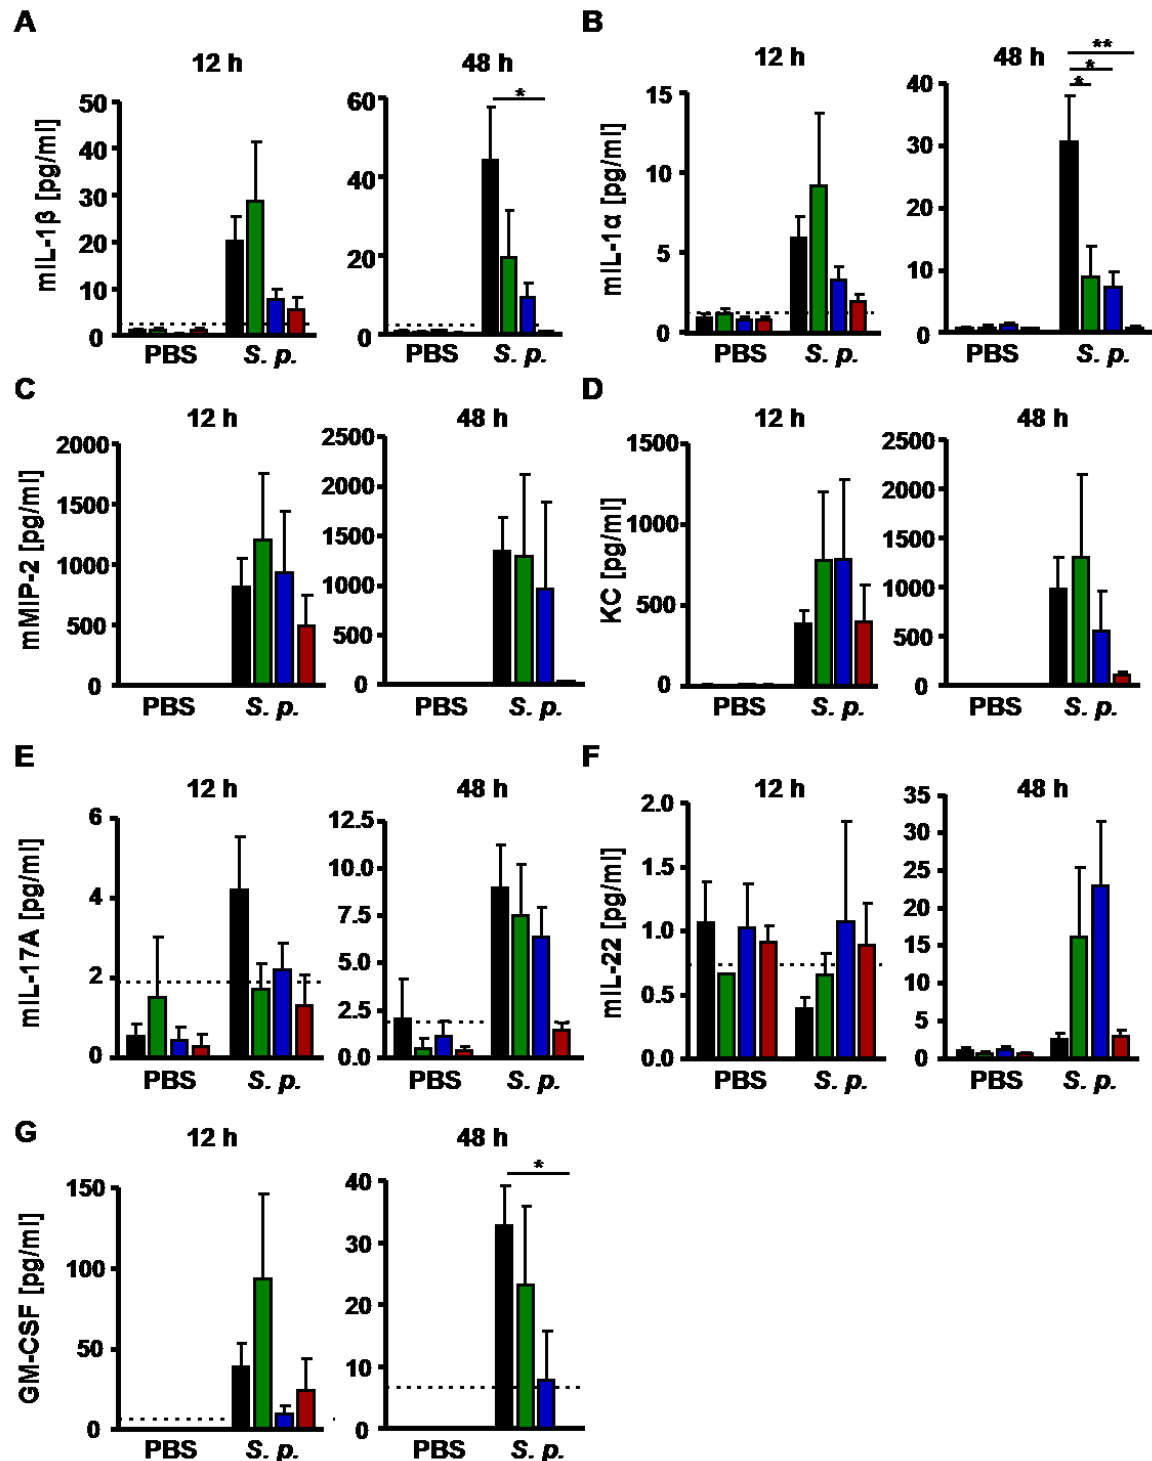 A
12 h
48 h
mIL-1β [pg/ml]
50
40
30
20
10
0
PBS
S. p.
60
40
20
0
*
PBS
S. p.
B
12 h
48 h
mIL-1α [pg/ml]
15
10
5
0
PBS
S. p.
40
30
20
10
0
**
*
*
PBS
S. p.
C
12 h
48 h
mMIP-2 [pg/ml]
2000
1500
1000
500
0
PBS
S. p.
2500
2000
1500
1000
500
0
PBS
S. p.
D
12 h
48 h
KC [pg/ml]
1500
1000
500
0
PBS
S. p.
2500
2000
1500
1000
500
0
PBS
S. p.
E
12 h
48 h
mIL-17A [pg/ml]
6
4
2
0
PBS
S. p.
12.5
10.0
7.5
5.0
2.5
0.0
PBS
S. p.
F
12 h
48 h
mIL-22 [pg/ml]
2.0
1.5
1.0
0.5
0.0
PBS
S. p.
35
30
25
20
15
10
5
0
PBS
S. p.
G
12 h
48 h
GM-CSF [pg/ml]
150
100
50
0
PBS
S. p.
40
30
20
10
0
*
PBS
S. p.